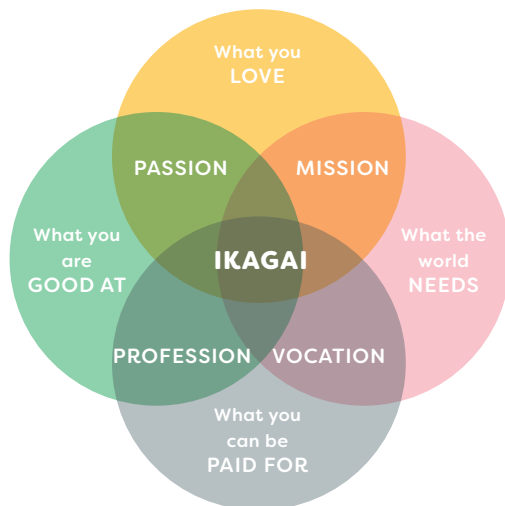 What you
LOVE
PASSION
MISSION
What you
are
GOOD AT
IKAGAI
What the
world
NEEDS
PROFESSION
VOCATION
What you
can be
PAID FOR